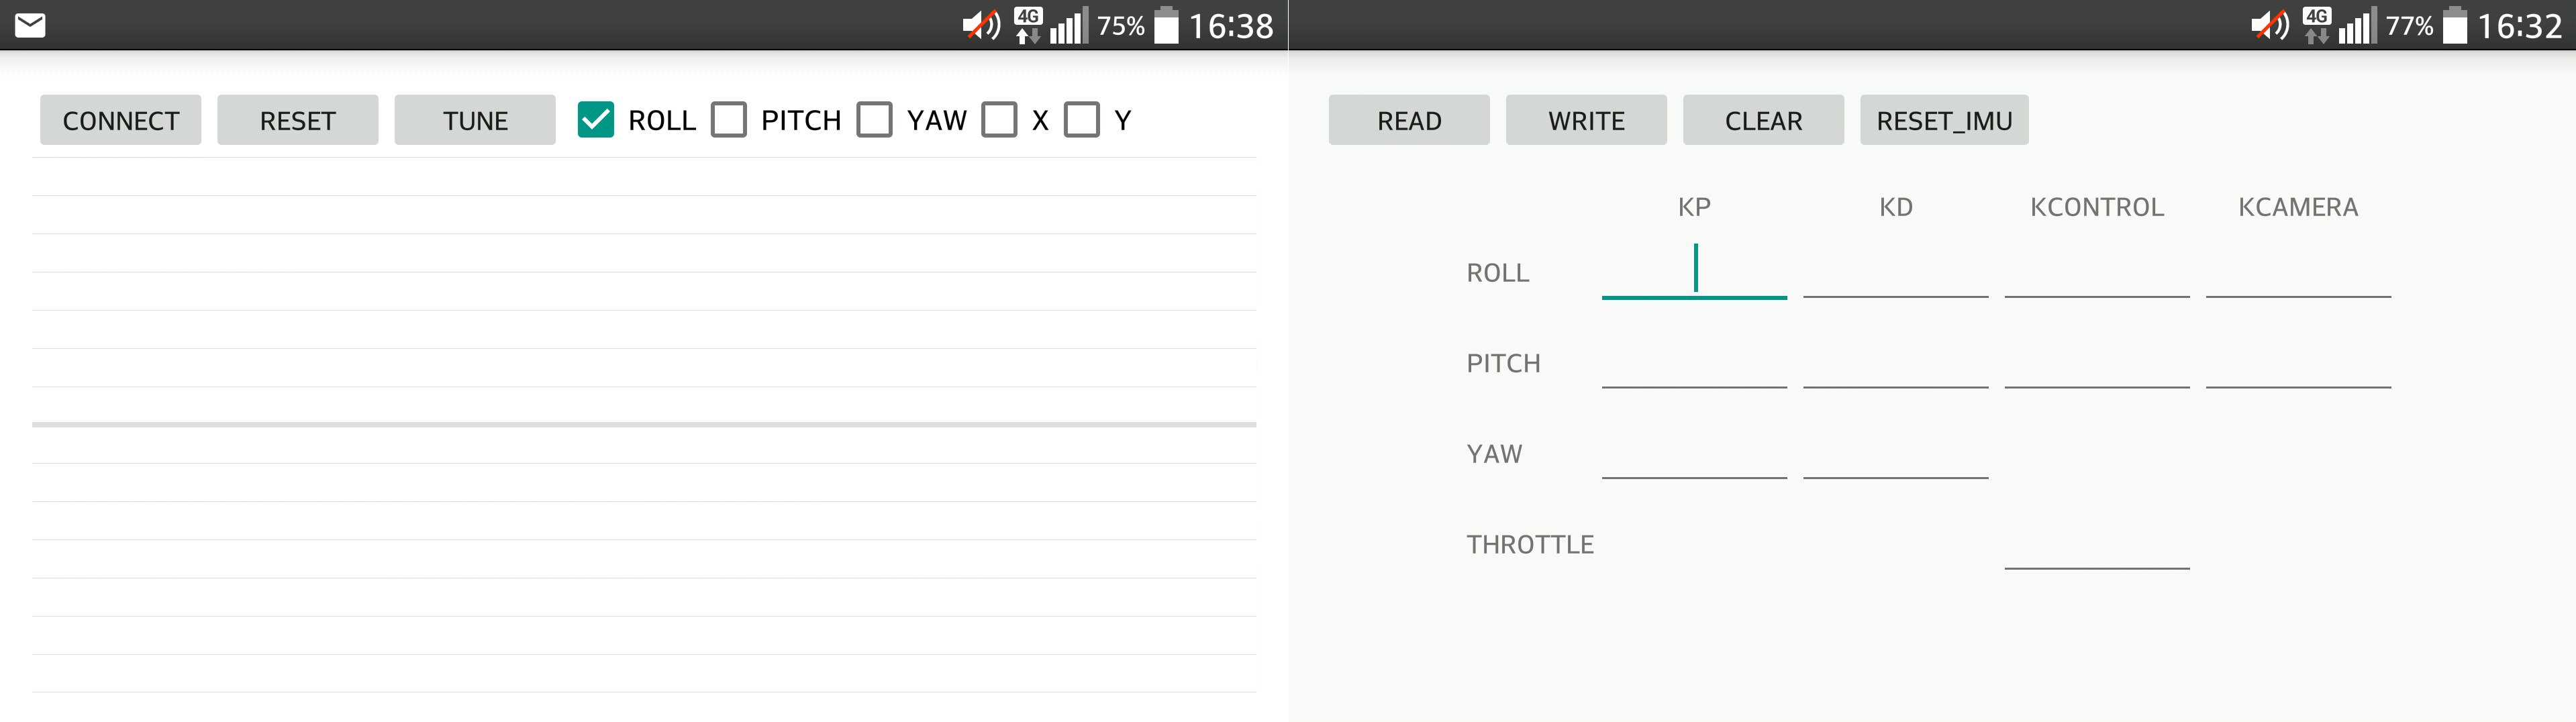 75% 16:38
CONNECT RESET TUNE ROLL PITCH YAW X Y
4G
4G
77% 16:32
READ WRITE CLEAR RESET_IMU
KP KD KCONTROL KCAMERA
ROLL
PITCH
YAW
THROTTLE